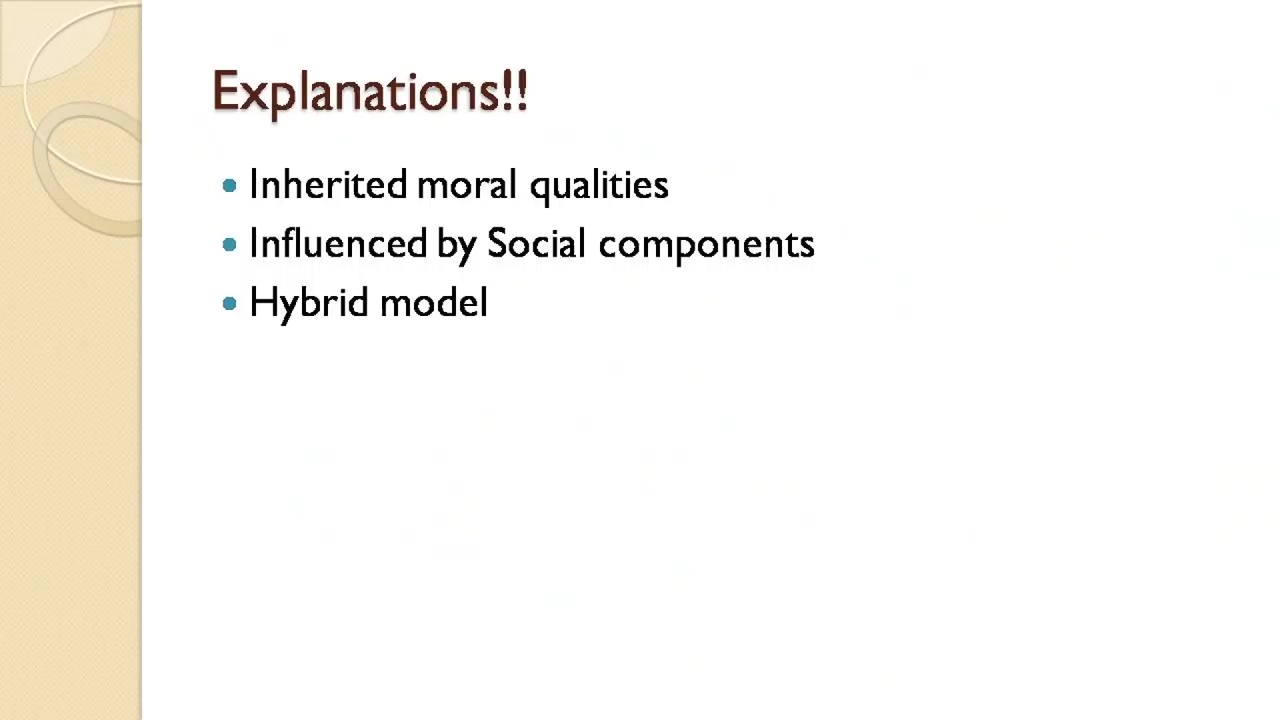 Explanations!!
• Inherited moral qualities
• Influenced by Social components
• Hybrid model